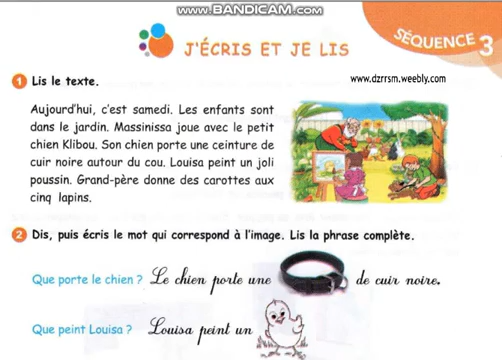 www.BANDICAM.com
J'ÉCRIS ET JE LIS
SÉQUENCE 3
1 Lis le texte.
www.dzrrsm.weebly.com
Aujourd'hui, c'est samedi. Les enfants sont
dans le jardin. Massinissa joue avec le petit
chien Klibou. Son chien porte une ceinture de
cuir noire autour du cou. Louisa peint un joli
poussin. Grand-père donne des carottes aux
cinq lapins.
2 Dis, puis écris le mot qui correspond à l'image. Lis la phrase complète.
Que porte le chien ? Le chien porte une de cuir noire.
Que peint Louisa ? Louisa peint un